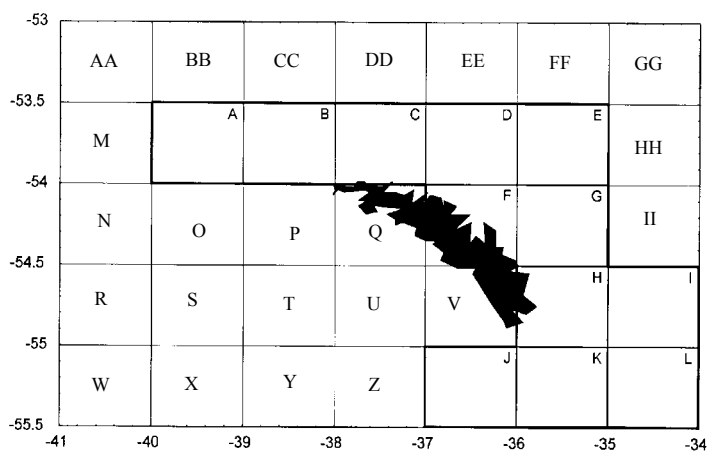 -53
AA BB CC DD EE FF GG
-53.5
M A B C D E HH
-54
N O P Q F G II
-54.5
R S T U V H I
-55
W X Y Z J K L
-55.5
-41 -40 -39 -38 -37 -36 -35 -34